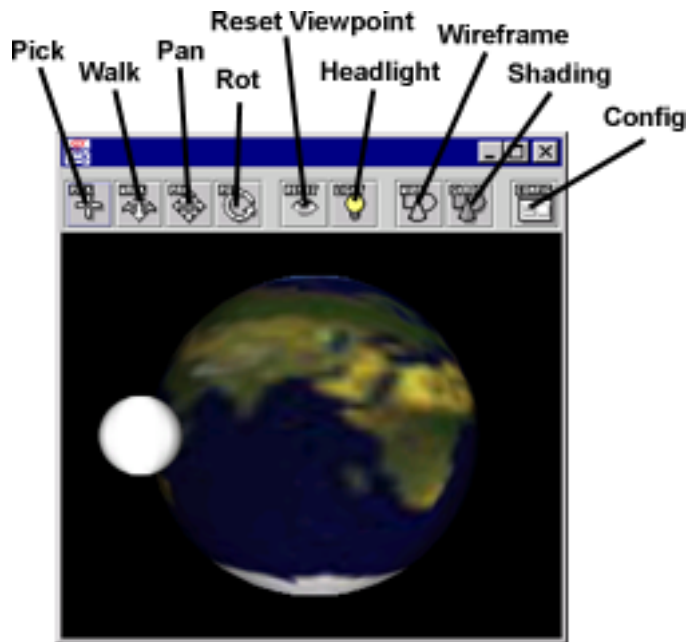 Reset Viewpoint
Pick
Walk
Pan
Rot
Headlight
Wireframe
Shading
Config